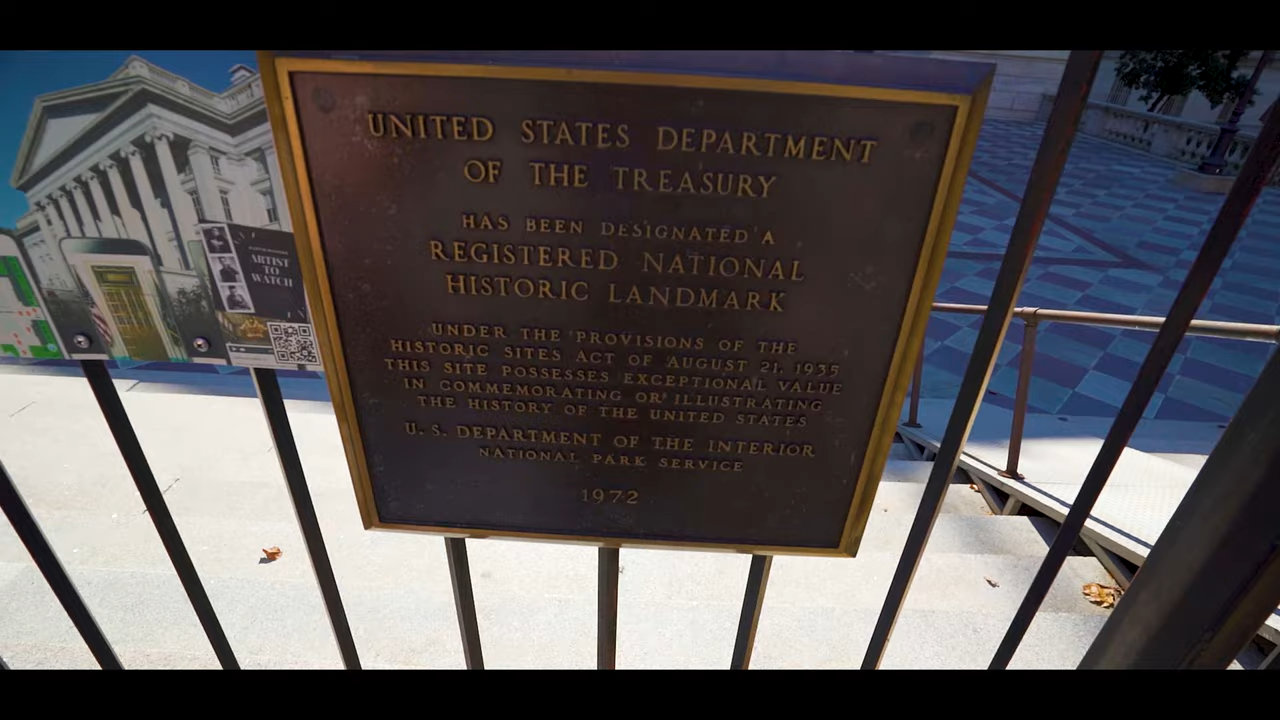 UNITED STATES DEPARTMENT
OF THE TREASURY
HAS BEEN DESIGNATED A
REGISTERED NATIONAL
HISTORIC LANDMARK
UNDER THE PROVISIONS OF THE
HISTORIC SITES ACT OF AUGUST 21, 1935
THIS SITE POSSESSES EXCEPTIONAL VALUE
IN COMMEMORATING OR ILLUSTRATING
THE HISTORY OF THE UNITED STATES
U. S. DEPARTMENT OF THE INTERIOR
NATIONAL PARK SERVICE
1972
ARTIST
TO
WATCH